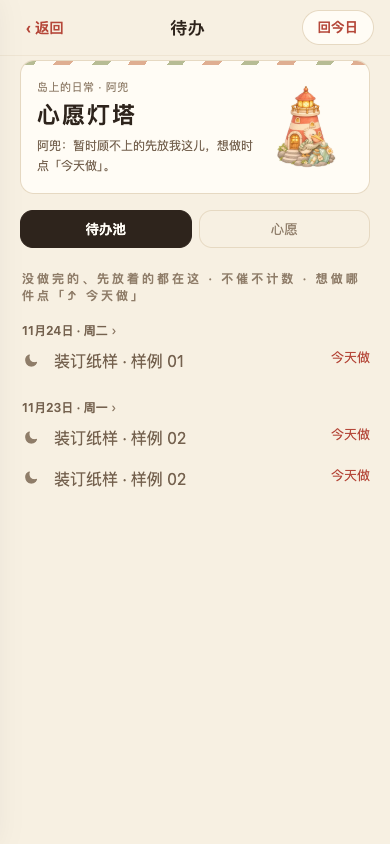 ‹ 返回
待办
回今日
岛上的日常 · 阿兜
心愿灯塔
阿兜：暂时顾不上的先放我这儿，想做时
点「今天做」。
待办池
心愿
没做完的、先放着的都在这 · 不催不计数 · 想做哪
件点「↑ 今天做」
11月24日 · 周二 ›
装订纸样 · 样例 01
今天做
11月23日 · 周一 ›
装订纸样 · 样例 02
今天做
装订纸样 · 样例 02
今天做